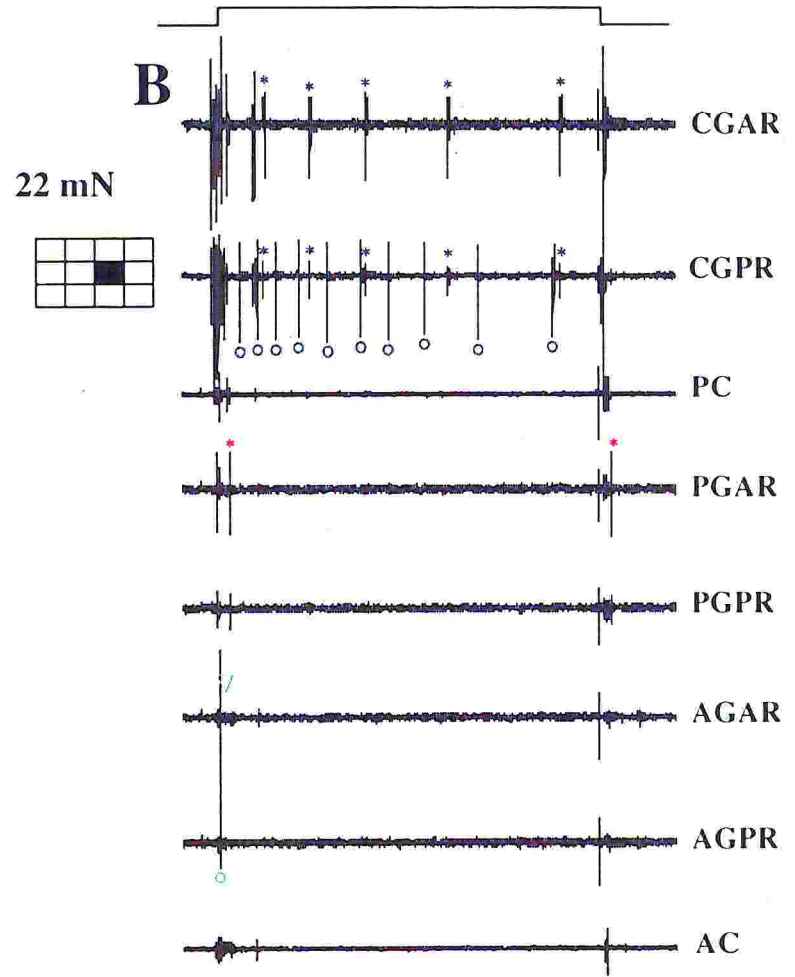 B
* * * * *
CGAR
22 mN
* * * * *
CGPR
o o o o o o o o o o
PC
* *
PGAR
PGPR
AGAR
AGPR
o
AC